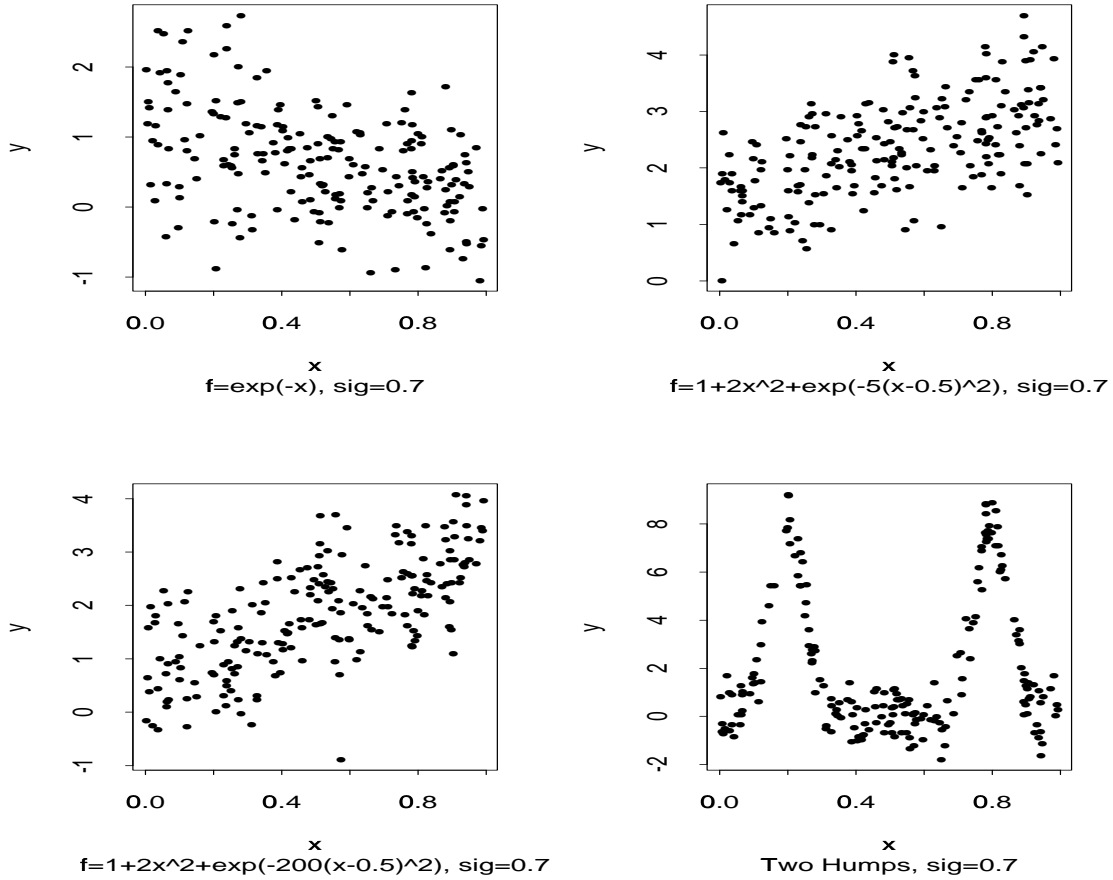 y
2
1
0
-1
0.0 0.4 0.8
x
f=exp(-x), sig=0.7
y
4
3
2
1
0
0.0 0.4 0.8
x
f=1+2x^2+exp(-5(x-0.5)^2), sig=0.7
y
4
3
2
1
0
-1
0.0 0.4 0.8
x
f=1+2x^2+exp(-200(x-0.5)^2), sig=0.7
y
8
6
4
2
0
-2
0.0 0.4 0.8
x
Two Humps, sig=0.7